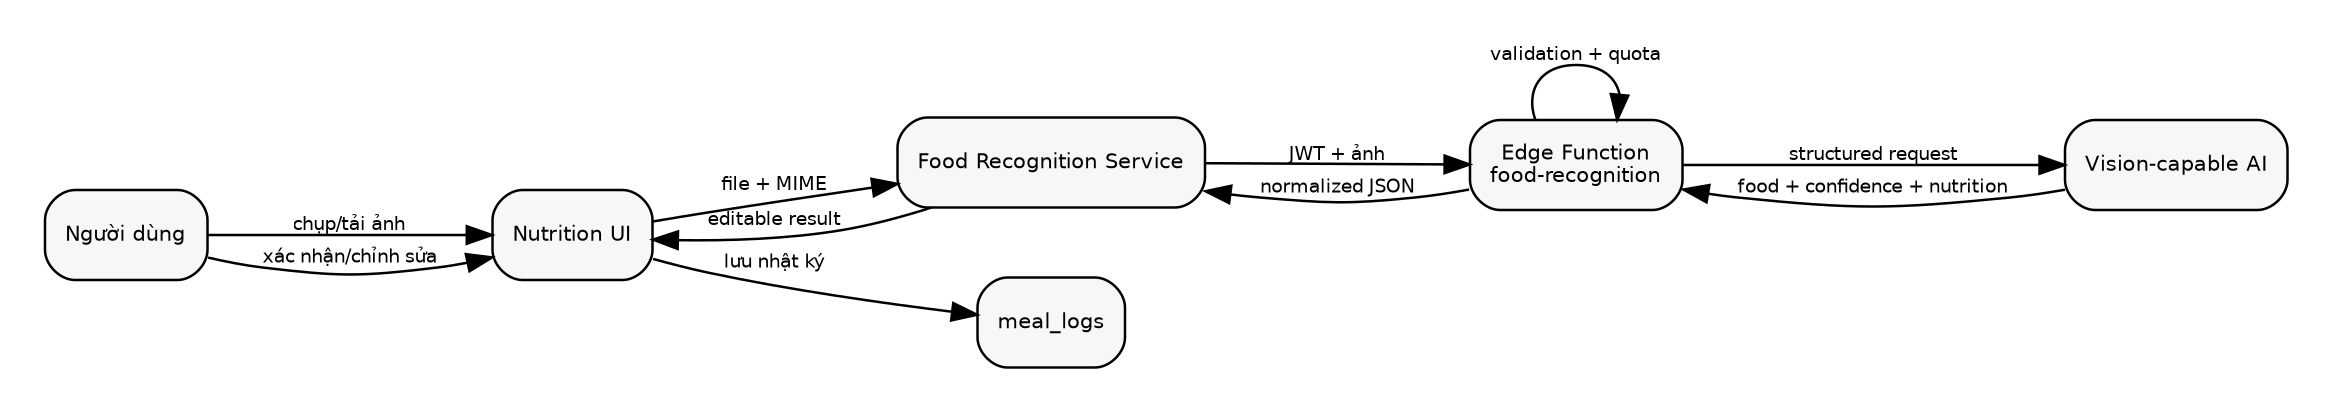 validation + quota
Người dùng
chụp/tải ảnh
xác nhận/chỉnh sửa
Nutrition UI
file + MIME
editable result
lưu nhật ký
Food Recognition Service
meal_logs
JWT + ảnh
normalized JSON
Edge Function
food-recognition
structured request
food + confidence + nutrition
Vision-capable AI